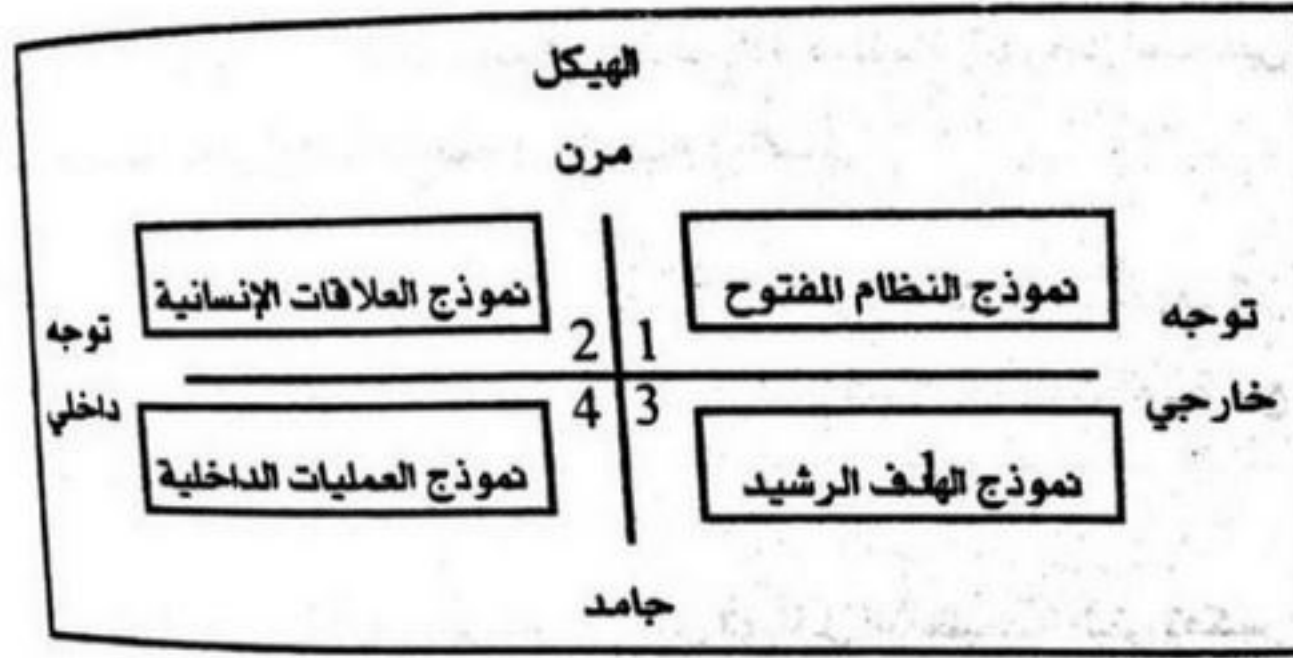 الهيكل
مرن
نموذج النظام المفتوح
نموذج العلاقات الإنسانية
توجه
خارجي
1
2
توجه
داخلي
3
4
نموذج الهدف الرشيد
نموذج العمليات الداخلية
جامد